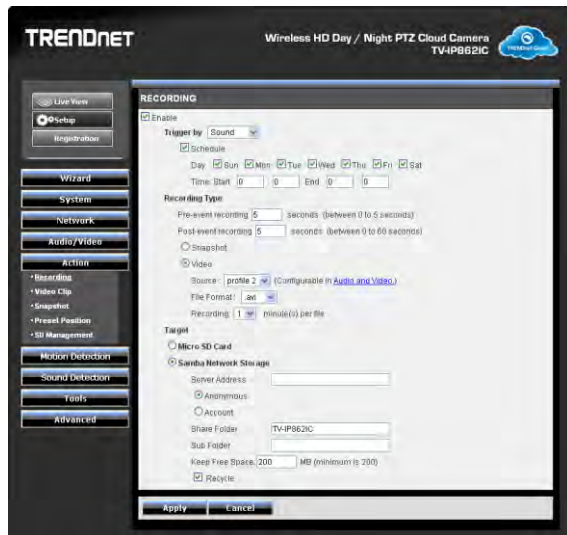 TRENDNET
Wireless HD Day / Night PTZ Cloud Camera
TV-IP862IC
TRENDnet Cloud
Live View
Setup
Registration
Wizard
System
Network
Audio/Video
Action
•Recording
•Video Clip
•Snapshot
•Preset Position
•SD Management
Motion Detection
Sound Detection
Tools
Advanced
RECORDING
Enable
Trigger by Sound
Schedule
Day Sun Mon Tue Wed Thu Fri Sat
Time: Start 0 0 End 0 0
Recording Type
Pre-event recording 5 seconds (between 0 to 5 seconds)
Post-event recording 5 seconds (between 0 to 60 seconds)
Snapshot
Video
Source : profile 2 (Configurable in Audio and Video.)
File Format : .avi
Recording 1 minute(s) per file
Target
Micro SD Card
Samba Network Storage
Server Address
Anonymous
Account
Share Folder TV-IP862IC
Sub Folder
Keep Free Space 200 MB (minimum is 200)
Recycle
Apply Cancel